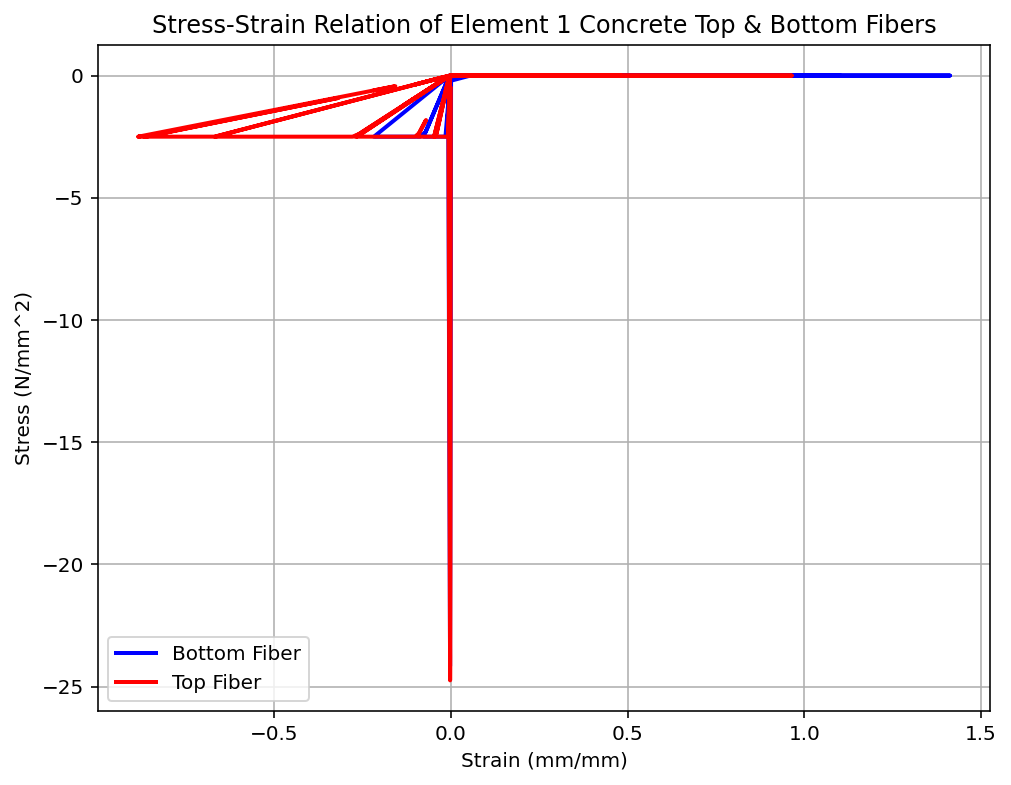 Stress-Strain Relation of Element 1 Concrete Top & Bottom Fibers
0
−5
−10
−15
−20
−25
Stress (N/mm^2)
Bottom Fiber
Top Fiber
−0.5
0.0
0.5
1.0
1.5
Strain (mm/mm)